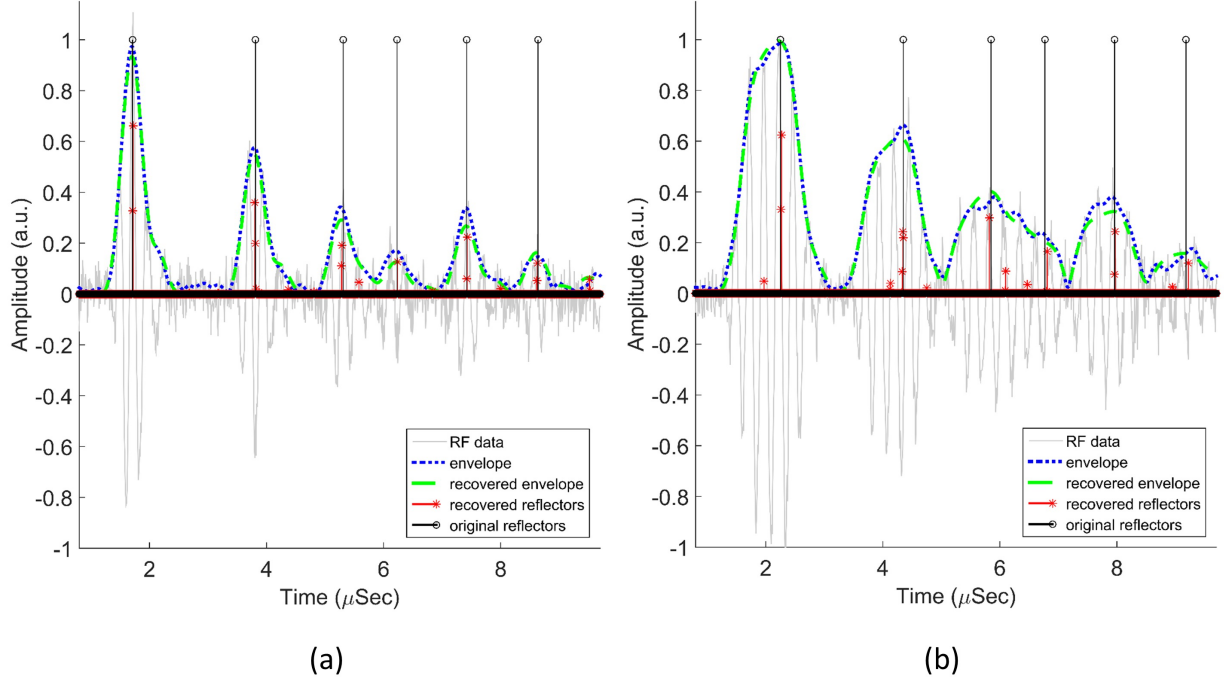 1
0.8
0.6
0.4
0.2
0
-0.2
-0.4
-0.6
-0.8
-1
Amplitude (a.u.)
2 4 6 8
Time (μSec)
RF data
envelope
recovered envelope
recovered reflectors
original reflectors
(a)
1
0.8
0.6
0.4
0.2
0
-0.2
-0.4
-0.6
-0.8
-1
Amplitude (a.u.)
2 4 6 8
Time (μSec)
RF data
envelope
recovered envelope
recovered reflectors
original reflectors
(b)